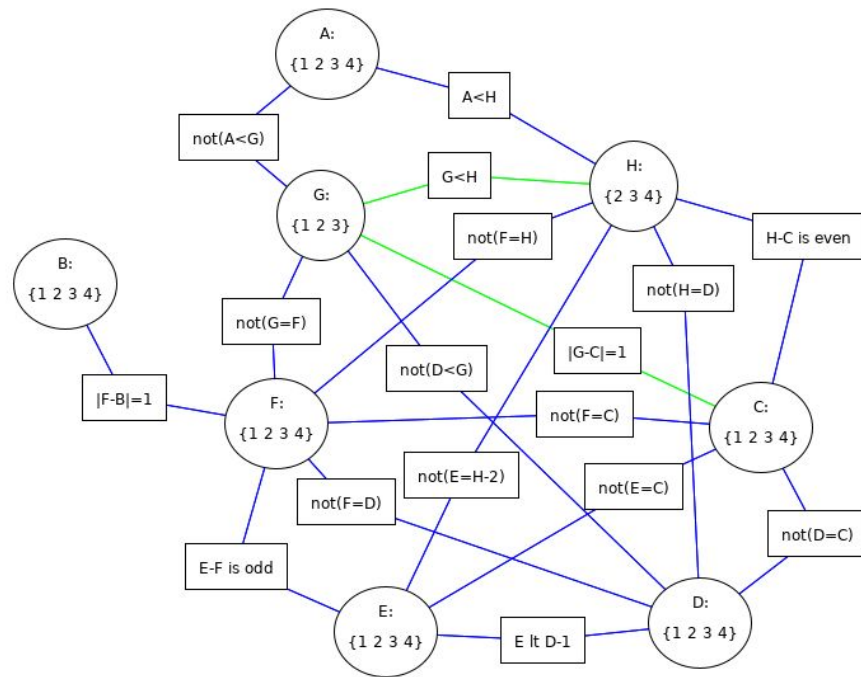 A:
{1 2 3 4}
A<H
not(A<G)
H:
{2 3 4}
G<H
G:
{1 2 3}
not(F=H)
H-C is even
B:
{1 2 3 4}
not(H=D)
not(G=F)
|G-C|=1
not(D<G)
|F-B|=1
F:
{1 2 3 4}
not(F=C)
C:
{1 2 3 4}
not(E=H-2)
not(E=C)
not(F=D)
not(D=C)
E-F is odd
E:
{1 2 3 4}
E lt D-1
D:
{1 2 3 4}